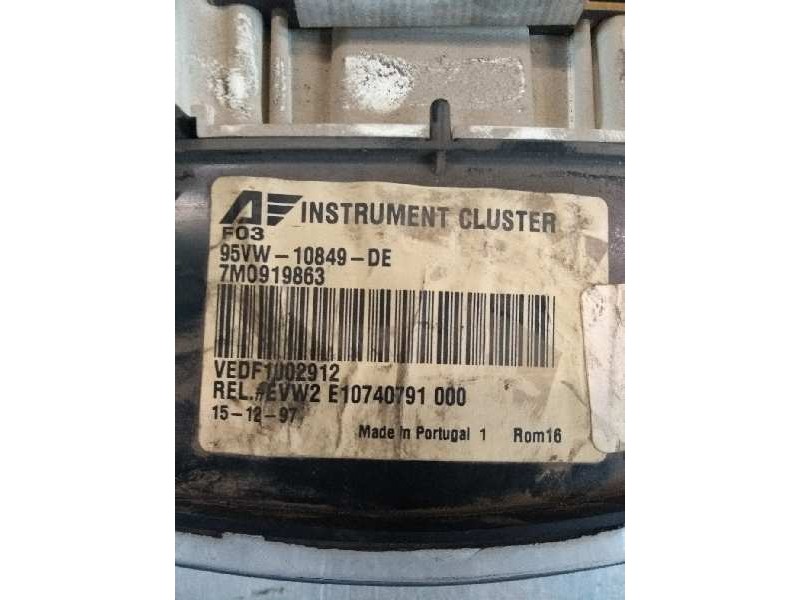 AF INSTRUMENT CLUSTER
F03
95VW-10849-DE
7M0919863
VEDF1002912
REL.#EVW2 E10740791 000
15-12-97
Made in Portugal 1 Rom16